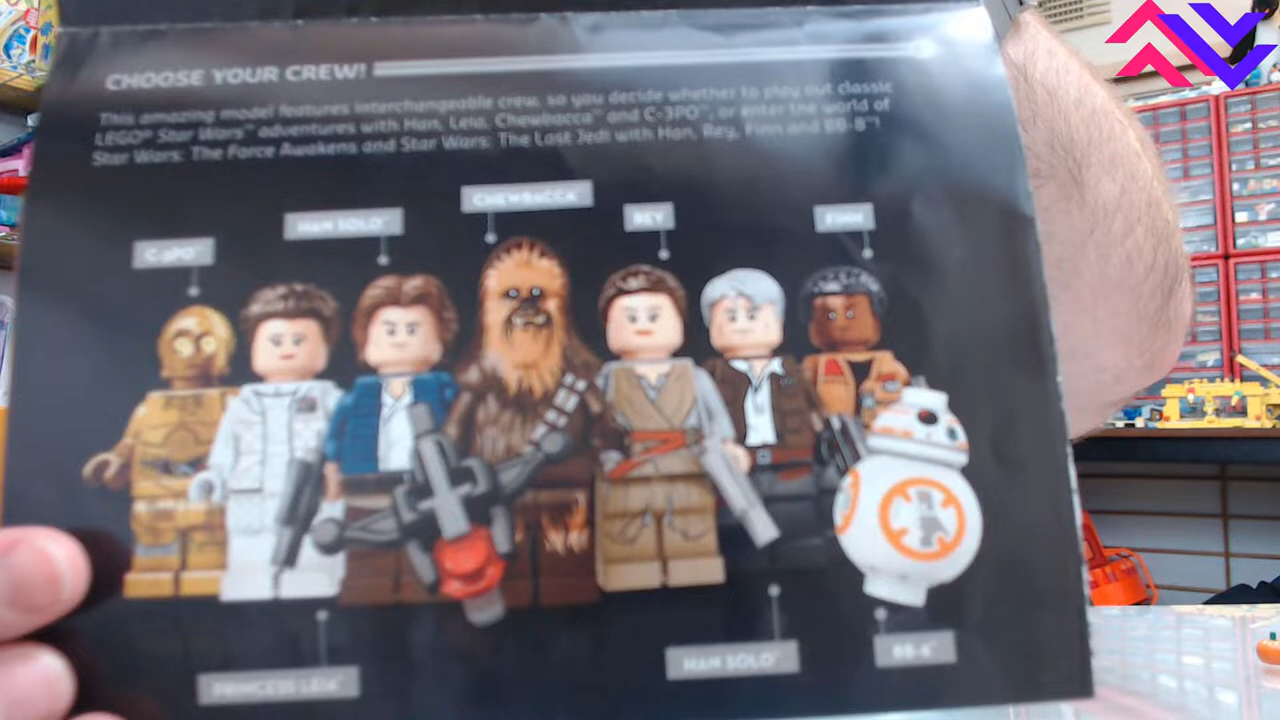 CHOOSE YOUR CREW!
This amazing model features interchangeable crew, so you decide whether to play out classic
LEGO® Star Wars™ adventures with Han, Leia, Chewbacca™ and C-3PO™, or enter the world of
Star Wars: The Force Awakens and Star Wars: The Last Jedi with Han, Rey, Finn and BB-8™!
CHEWBACCA
HAN SOLO™
REY
FINN
C-3PO™
PRINCESS LEIA™
HAN SOLO™
BB-8™